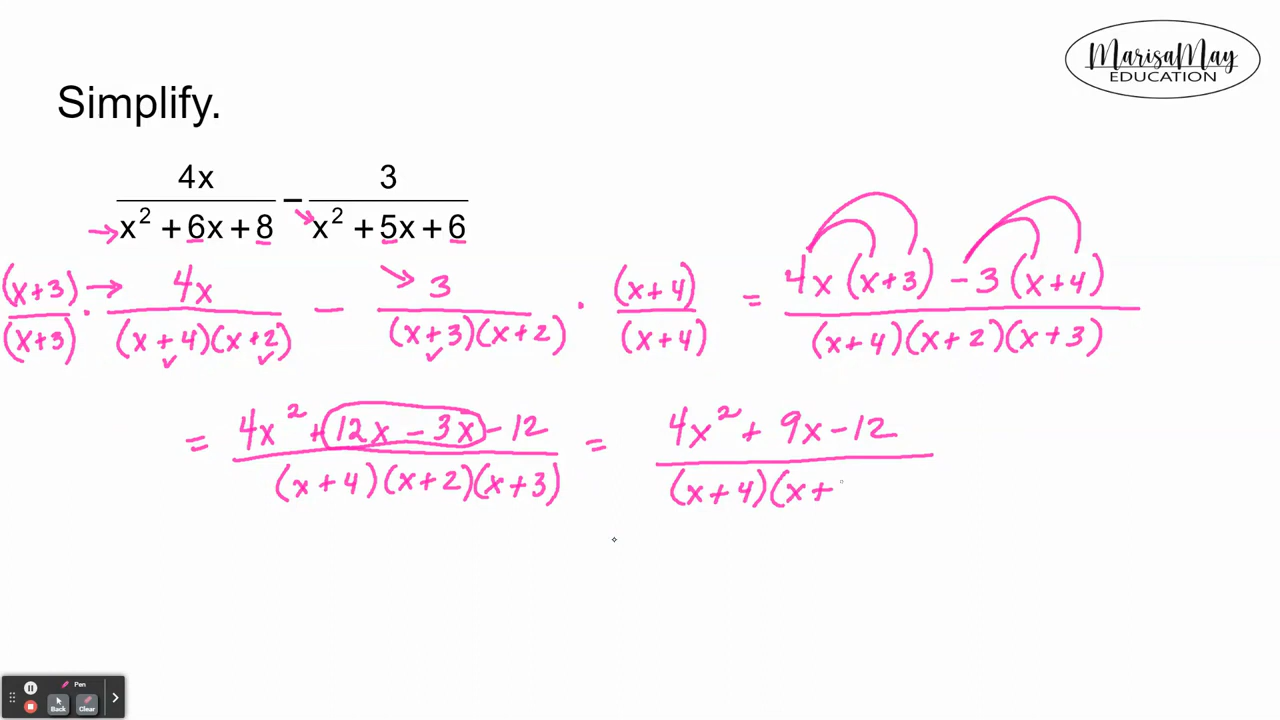 MarisaMay
EDUCATION
Simplify.
4x 3
x² + 6x + 8 − x² + 5x + 6
(x+3) → 4x → 3 (x+4) 4x(x+3) - 3(x+4)
(x+3) · (x+4)(x+2) − (x+3)(x+2) · (x+4) = (x+4)(x+2)(x+3)
= 4x² + 12x - 3x - 12 = 4x² + 9x - 12
(x+4)(x+2)(x+3) (x+4)(x+
Pen
Back Clear